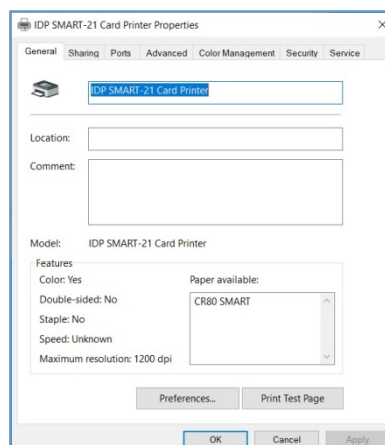 IDP SMART-21 Card Printer Properties
General Sharing Ports Advanced Color Management Security Service
IDP SMART-21 Card Printer
Location:
Comment:
Model: IDP SMART-21 Card Printer
Features
Color: Yes
Paper available:
Double-sided: No
CR80 SMART
Staple: No
Speed: Unknown
Maximum resolution: 1200 dpi
Preferences... Print Test Page
OK Cancel Apply